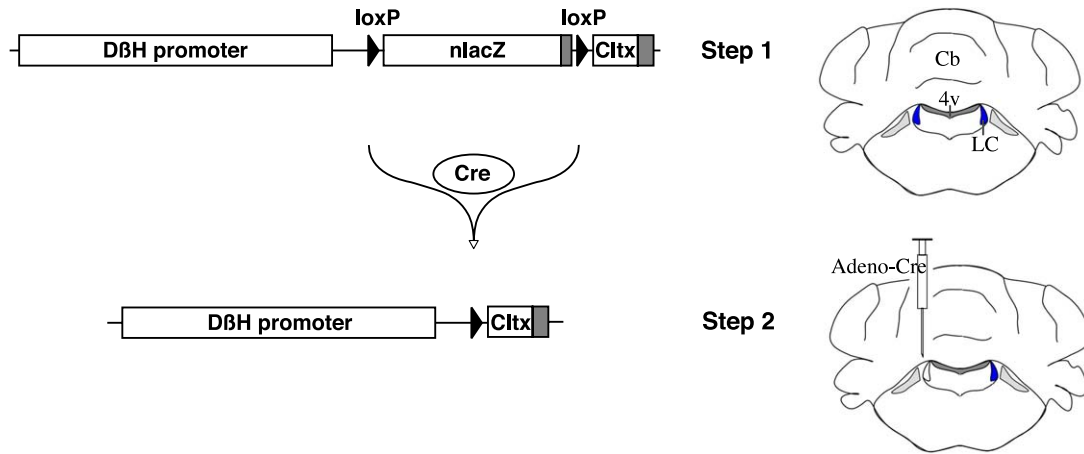 loxP loxP
DßH promoter nlacZ Cltx Step 1
Cb
4v
LC
Cre
Adeno-Cre
DßH promoter Cltx Step 2